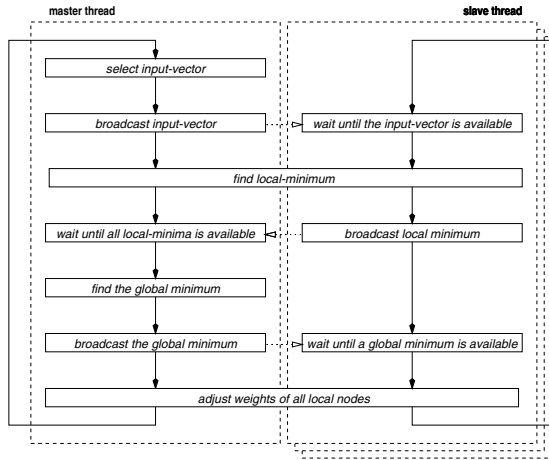 master thread
slave thread
select input-vector
broadcast input-vector
wait until the input-vector is available
find local-minimum
wait until all local-minima is available
broadcast local minimum
find the global minimum
broadcast the global minimum
wait until a global minimum is available
adjust weights of all local nodes